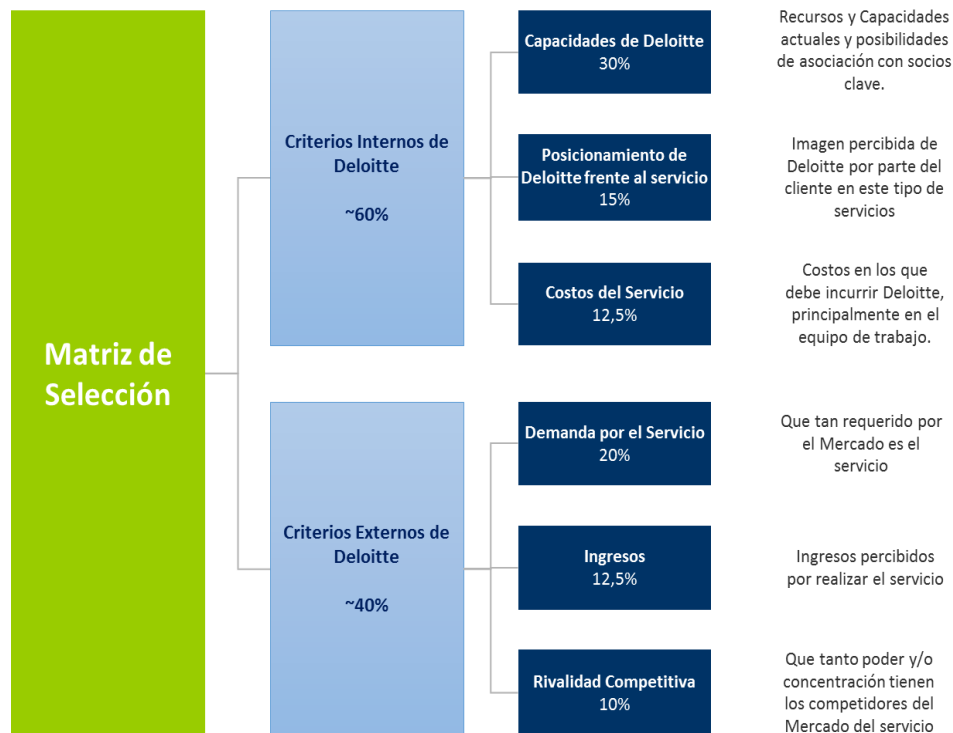 Matriz de
Selección
Criterios Internos de
Deloitte
~60%
Capacidades de Deloitte
30%
Recursos y Capacidades
actuales y posibilidades
de asociación con socios
clave.
Posicionamiento de
Deloitte frente al servicio
15%
Imagen percibida de
Deloitte por parte del
cliente en este tipo de
servicios
Costos del Servicio
12,5%
Costos en los que
debe incurrir Deloitte,
principalmente en el
equipo de trabajo.
Criterios Externos de
Deloitte
~40%
Demanda por el Servicio
20%
Que tan requerido por
el Mercado es el
servicio
Ingresos
12,5%
Ingresos percibidos
por realizar el servicio
Rivalidad Competitiva
10%
Que tanto poder y/o
concentración tienen
los competidores del
Mercado del servicio